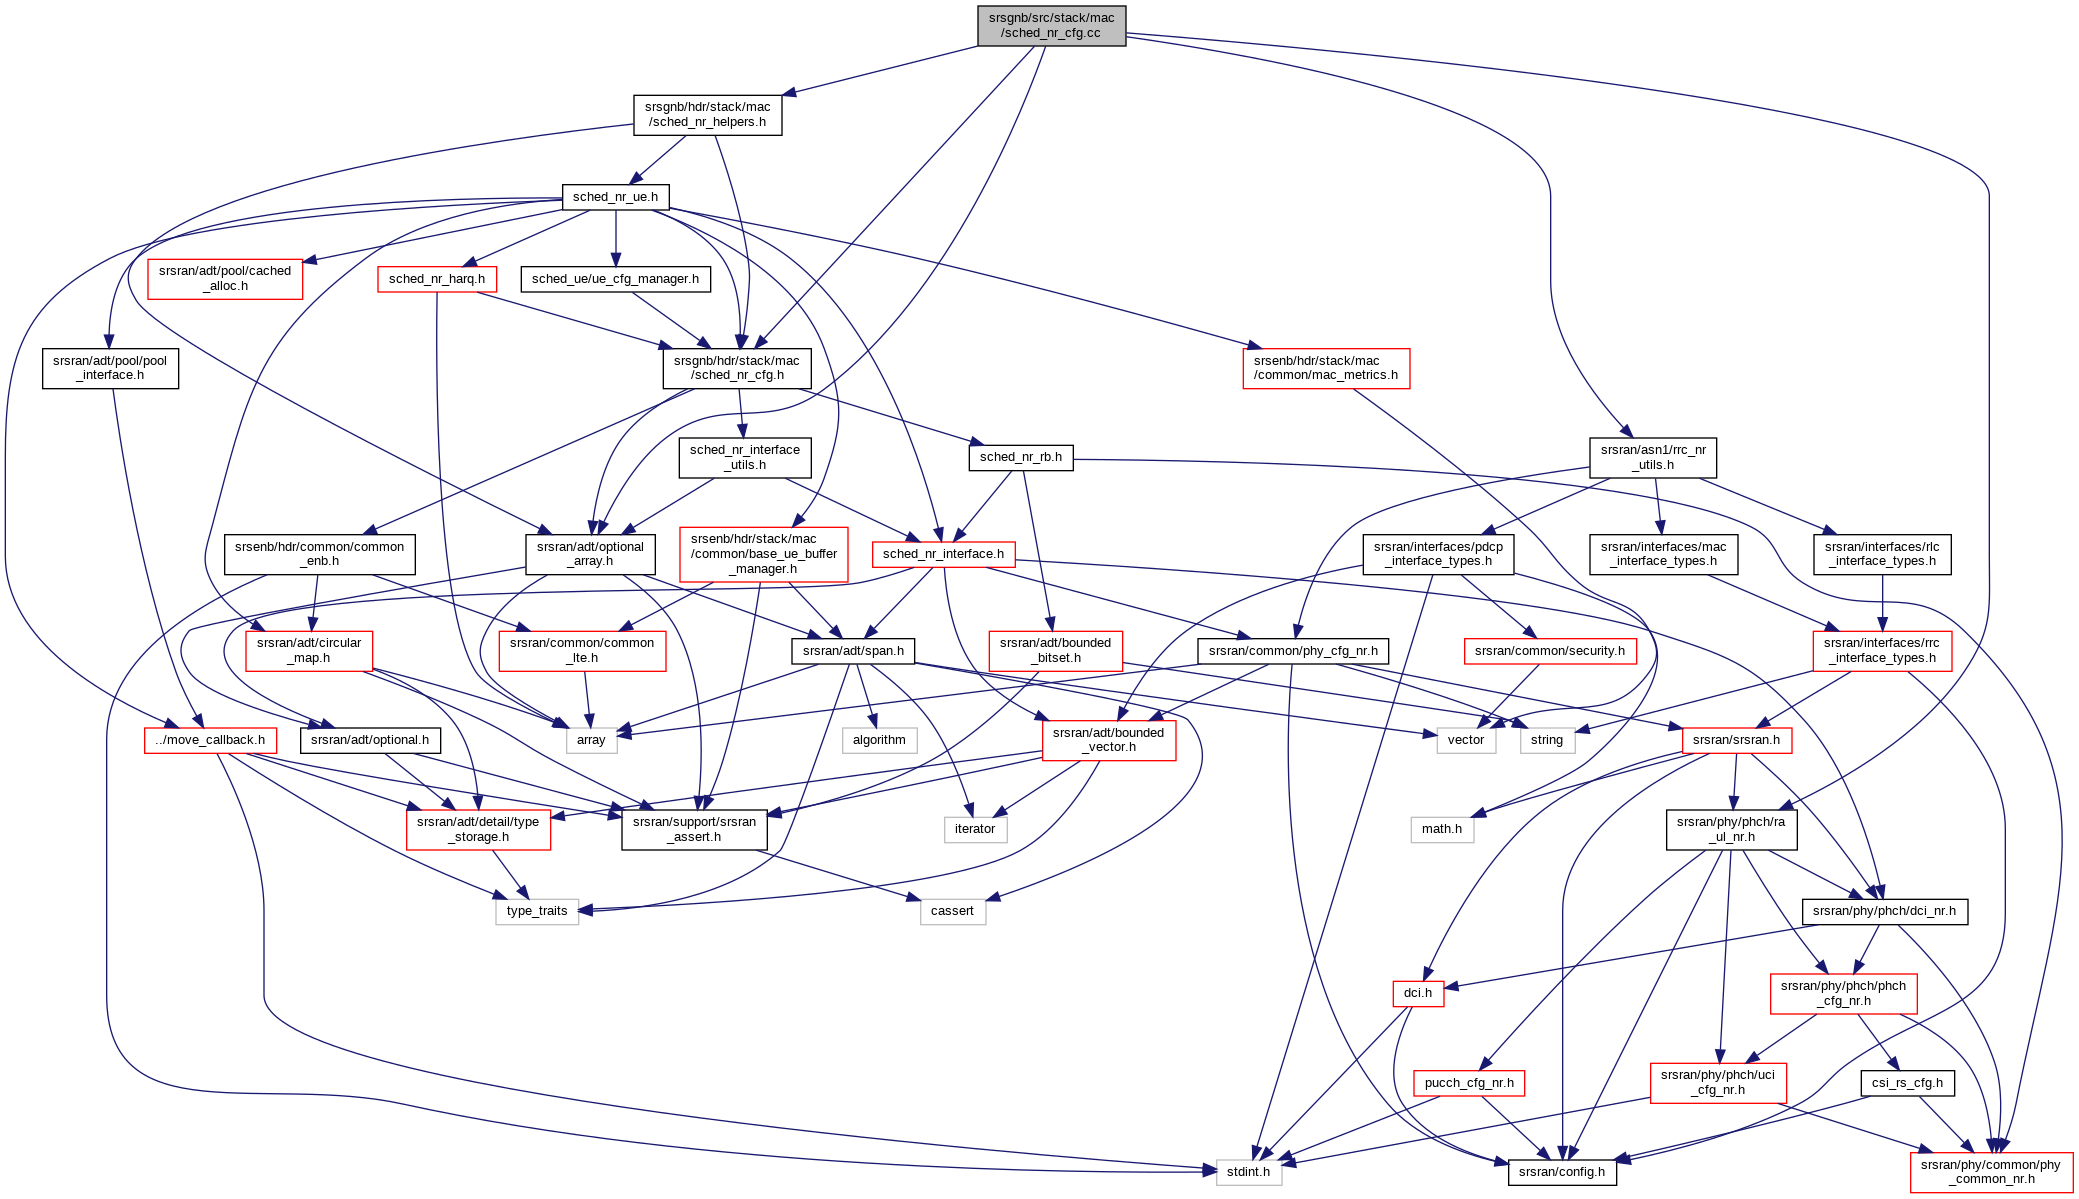 srsgnb/src/stack/mac
/sched_nr_cfg.cc
srsgnb/hdr/stack/mac
/sched_nr_helpers.h
sched_nr_ue.h
srsran/adt/pool/cached
_alloc.h
sched_nr_harq.h
sched_ue/ue_cfg_manager.h
srsran/adt/pool/pool
_interface.h
srsgnb/hdr/stack/mac
/sched_nr_cfg.h
srsenb/hdr/stack/mac
/common/mac_metrics.h
sched_nr_interface
_utils.h
sched_nr_rb.h
srsran/asn1/rrc_nr
_utils.h
srsenb/hdr/common/common
_enb.h
srsran/adt/optional
_array.h
srsenb/hdr/stack/mac
/common/base_ue_buffer
_manager.h
sched_nr_interface.h
srsran/interfaces/pdcp
_interface_types.h
srsran/interfaces/mac
_interface_types.h
srsran/interfaces/rlc
_interface_types.h
srsran/adt/circular
_map.h
srsran/common/common
_lte.h
srsran/adt/span.h
srsran/adt/bounded
_bitset.h
srsran/common/phy_cfg_nr.h
srsran/common/security.h
srsran/interfaces/rrc
_interface_types.h
../move_callback.h
srsran/adt/optional.h
array
algorithm
srsran/adt/bounded
_vector.h
vector
string
srsran/srsran.h
srsran/adt/detail/type
_storage.h
srsran/support/srsran
_assert.h
iterator
math.h
srsran/phy/phch/ra
_ul_nr.h
type_traits
cassert
srsran/phy/phch/dci_nr.h
dci.h
srsran/phy/phch/phch
_cfg_nr.h
pucch_cfg_nr.h
srsran/phy/phch/uci
_cfg_nr.h
csi_rs_cfg.h
stdint.h
srsran/config.h
srsran/phy/common/phy
_common_nr.h